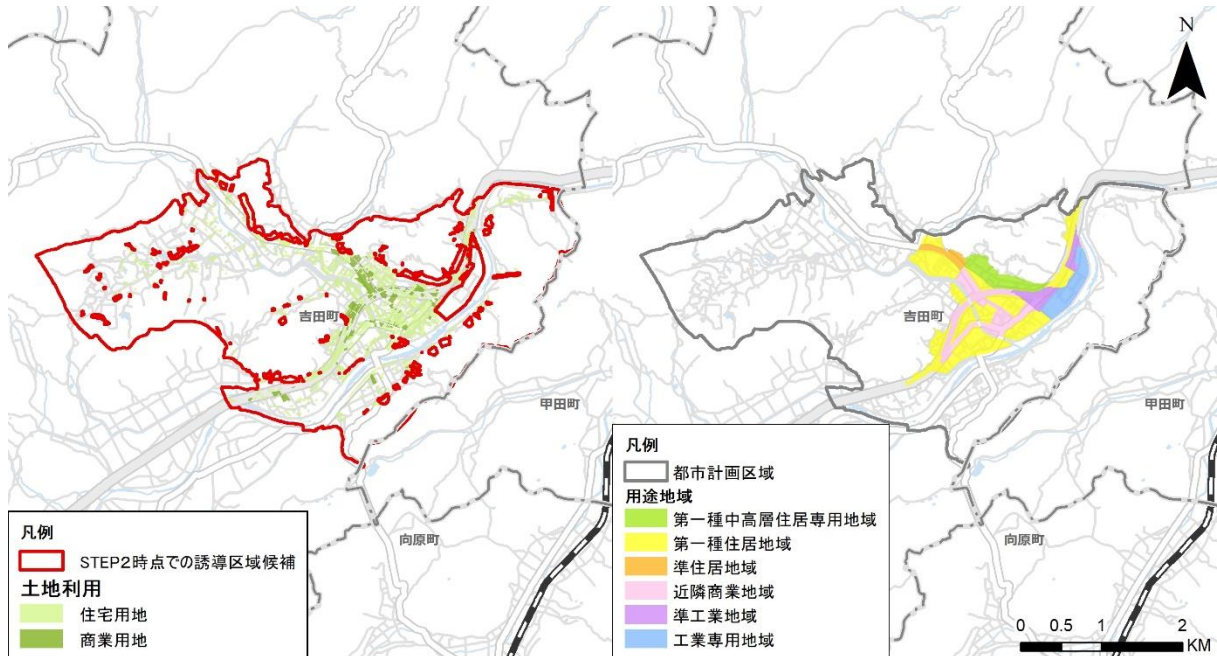 吉田町
甲田町
向原町
凡例
STEP2時点での誘導区域候補
土地利用
住宅用地
商業用地
N
吉田町
甲田町
向原町
凡例
都市計画区域
用途地域
第一種中高層住居専用地域
第一種住居地域
準住居地域
近隣商業地域
準工業地域
工業専用地域
0 0.5 1 2
KM